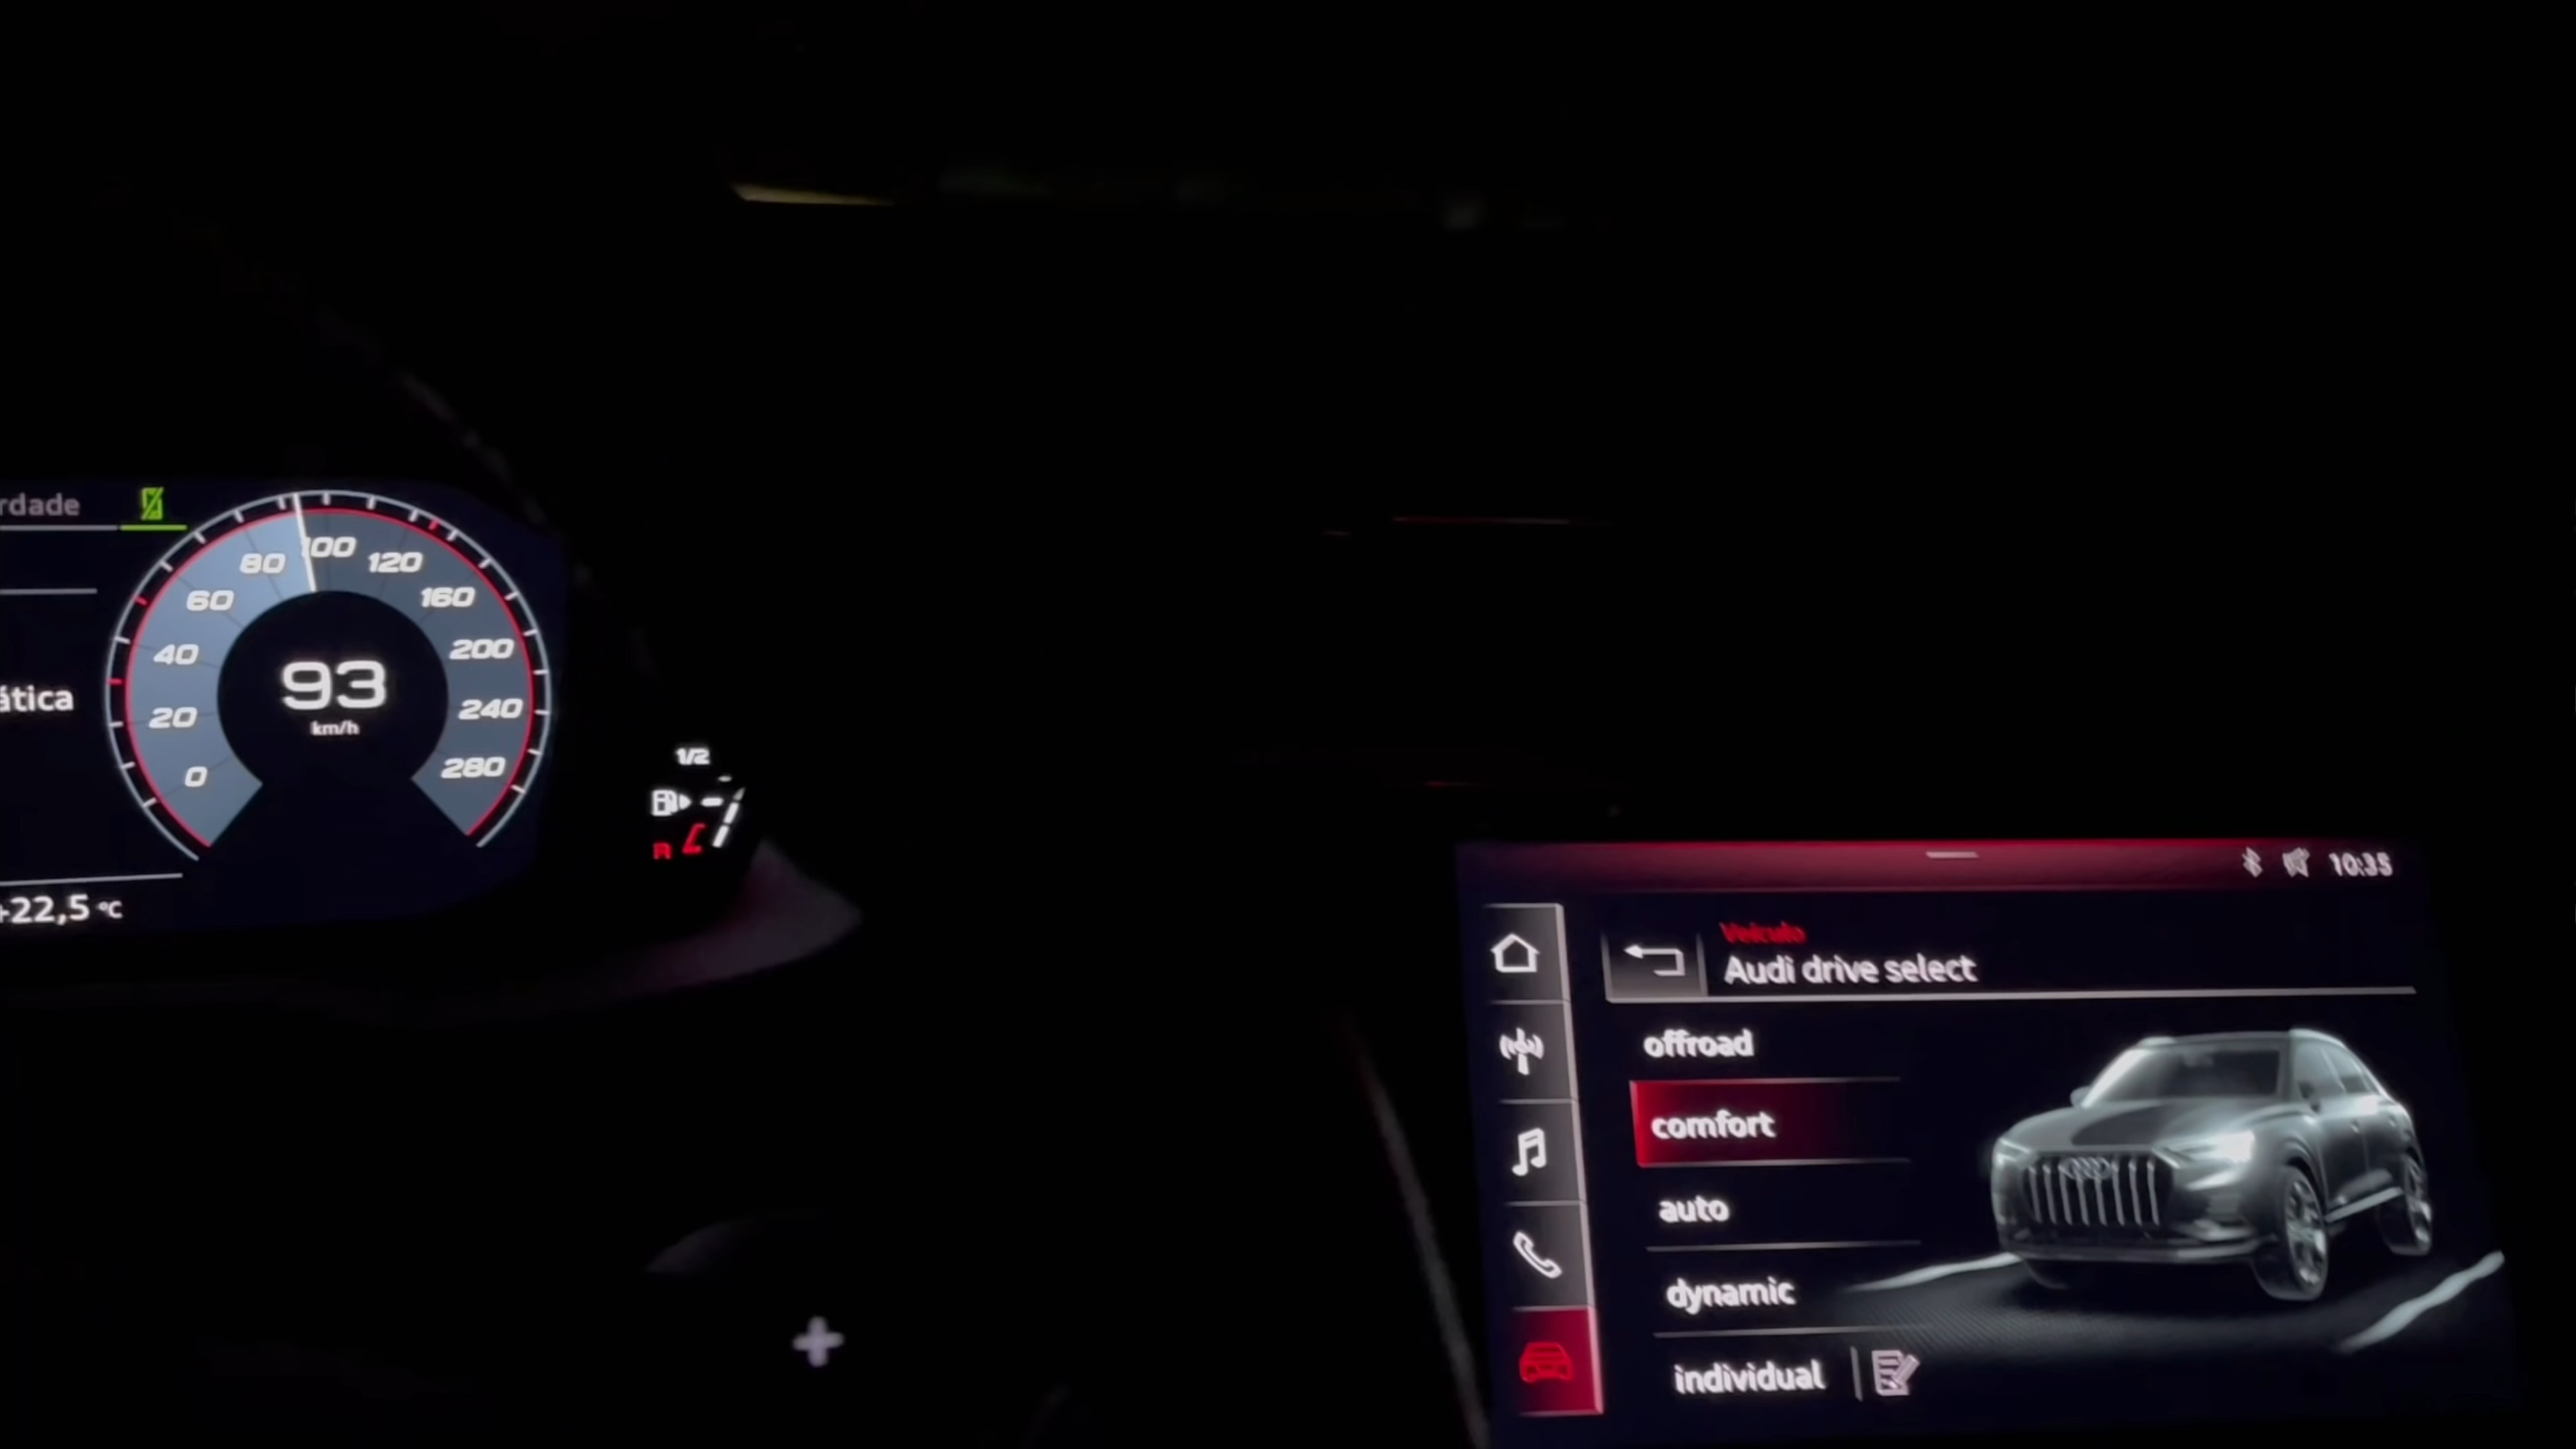 rdade
0
20
40
60
80
100
120
160
200
240
280
93
km/h
ática
+22,5 °C
1/2
R
10:35
Veículo
Audi drive select
offroad
comfort
auto
dynamic
individual